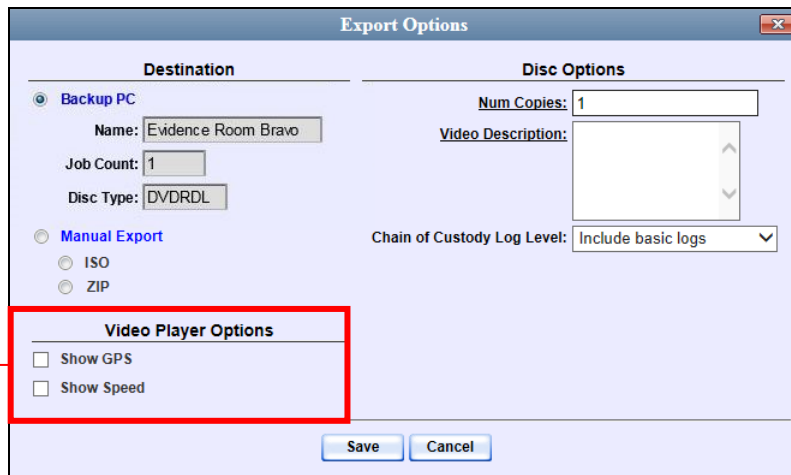 Export Options
Destination
Backup PC
Name: Evidence Room Bravo
Job Count: 1
Disc Type: DVDRDL
Manual Export
ISO
ZIP
Video Player Options
Show GPS
Show Speed
Disc Options
Num Copies: 1
Video Description:
Chain of Custody Log Level: Include basic logs
Save Cancel